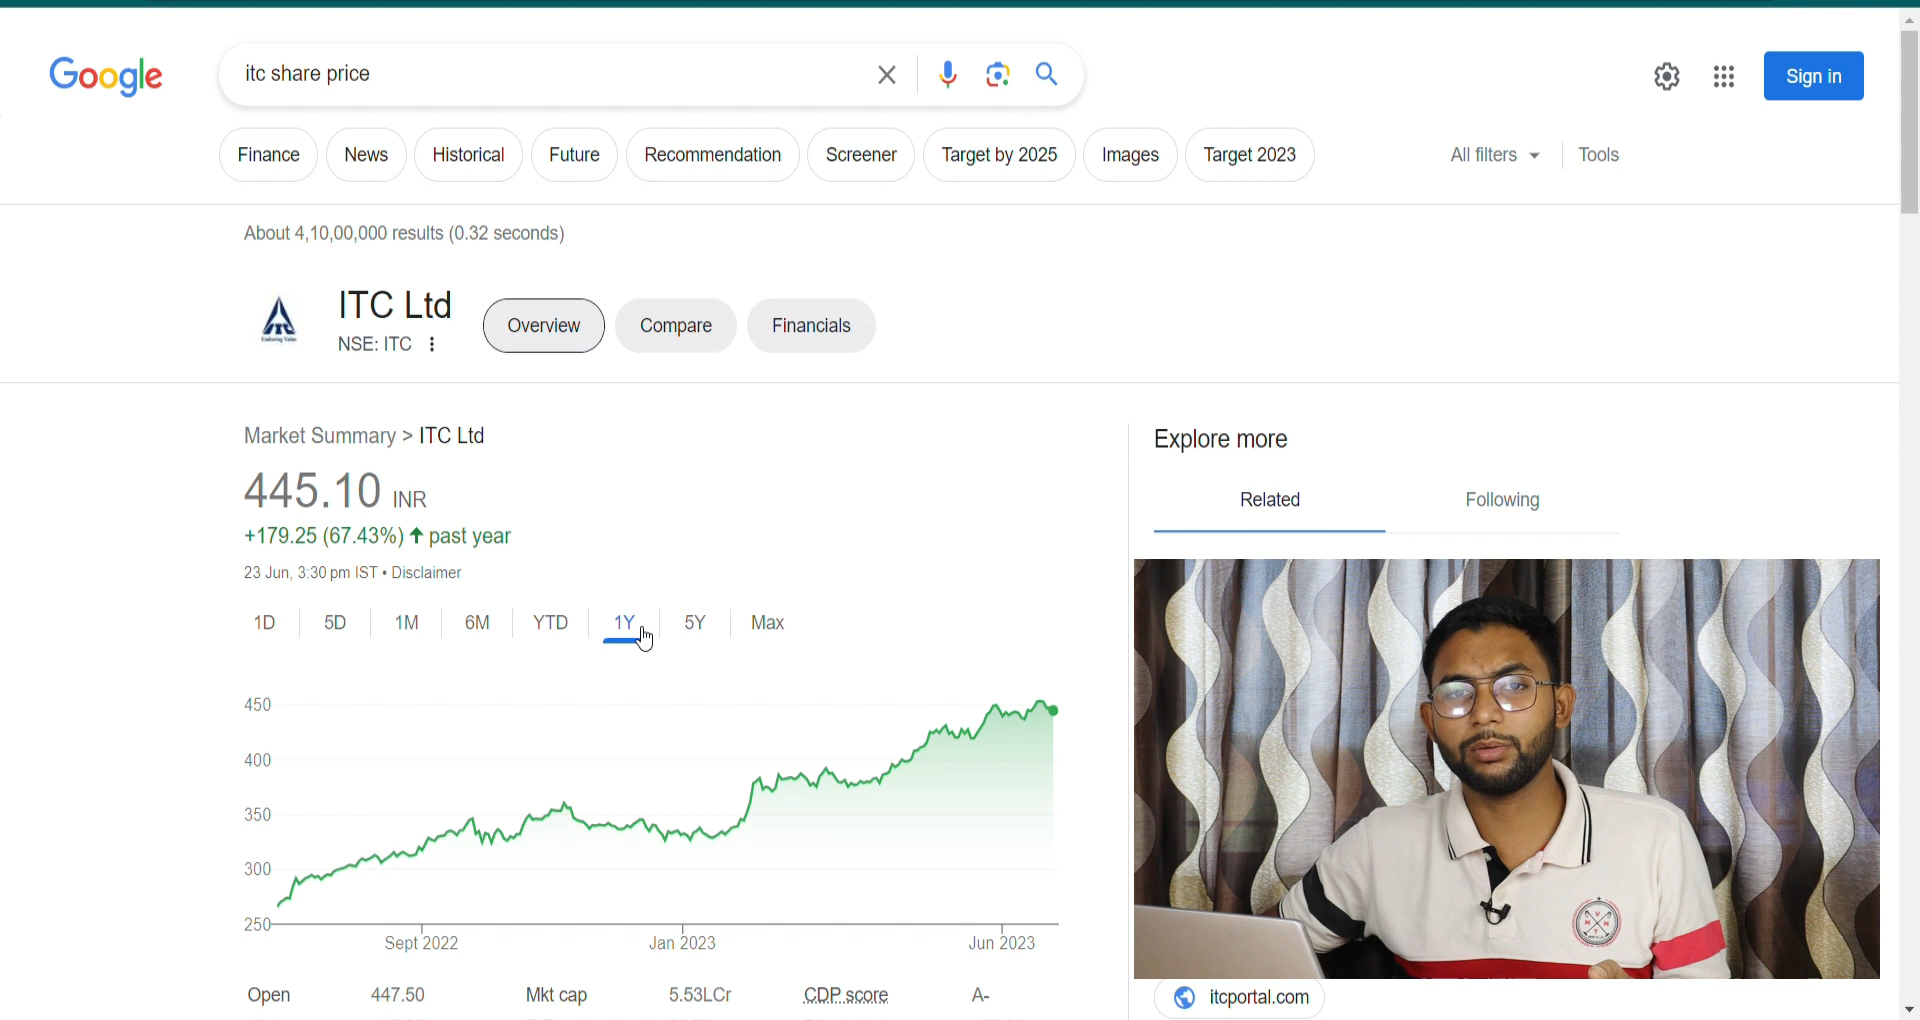 Google
itc share price
Sign in
Finance
News
Historical
Future
Recommendation
Screener
Target by 2025
Images
Target 2023
All filters
Tools
About 4,10,00,000 results (0.32 seconds)
ITC Ltd
NSE: ITC
Overview
Compare
Financials
Market Summary > ITC Ltd
445.10 INR
+179.25 (67.43%) ↑ past year
23 Jun, 3:30 pm IST • Disclaimer
1D
5D
1M
6M
YTD
1Y
5Y
Max
450
400
350
300
250
Sept 2022
Jan 2023
Jun 2023
Open 447.50
Mkt cap 5.53LCr
CDP score A-
Explore more
Related
Following
itcportal.com